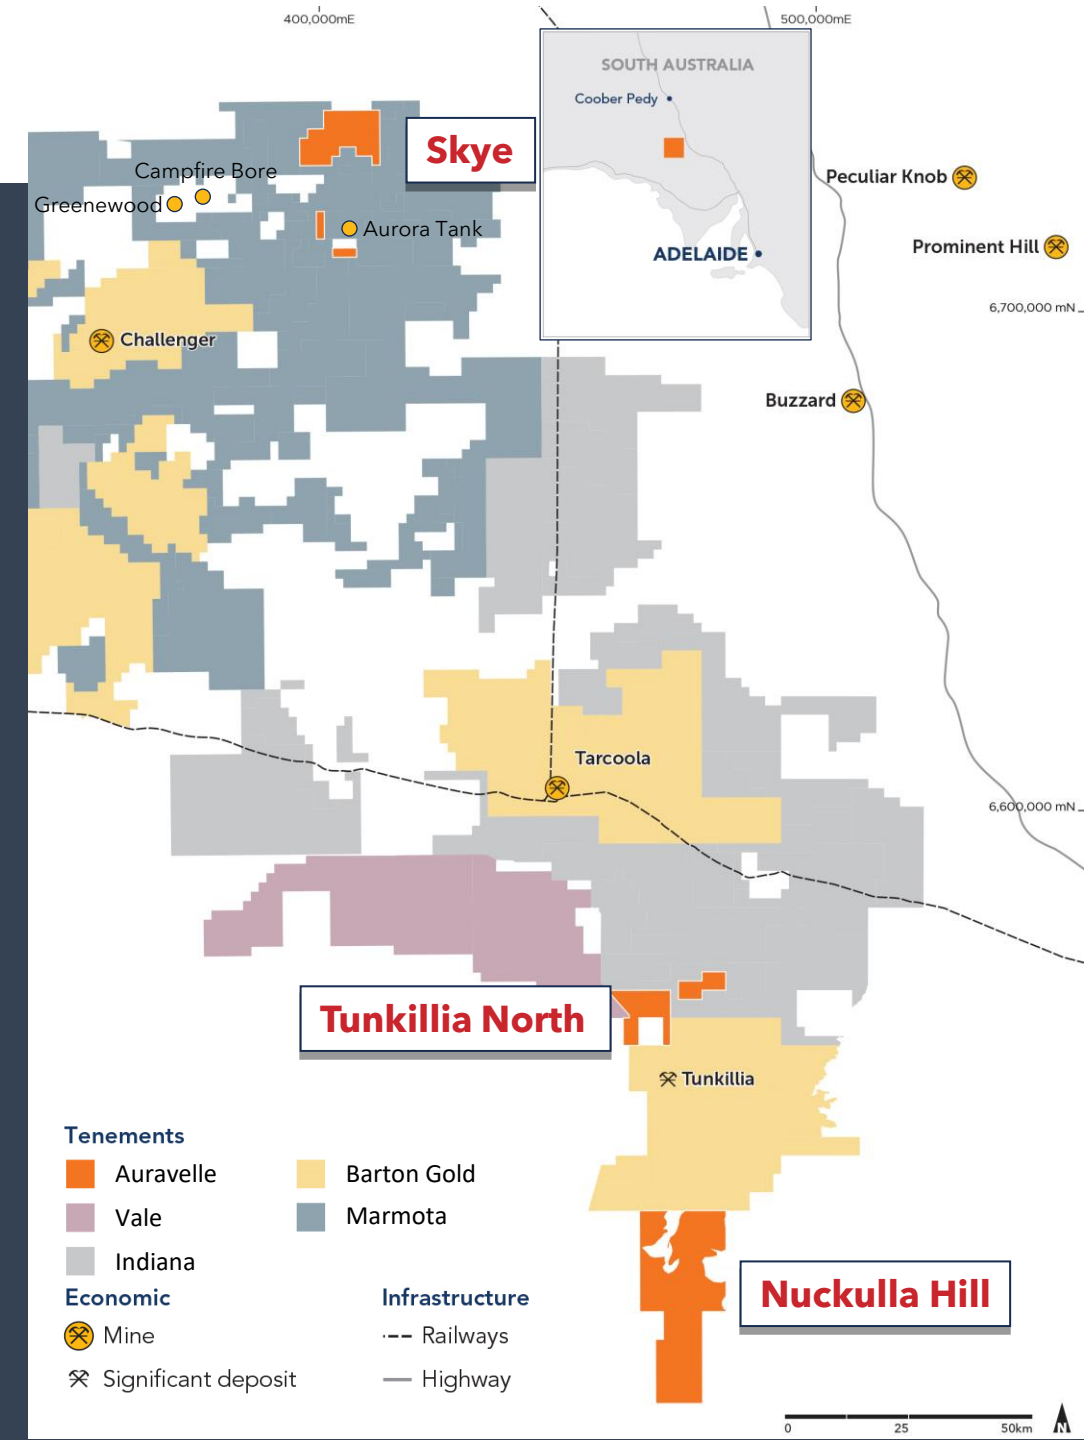 400,000mE
500,000mE
SOUTH AUSTRALIA
Coober Pedy
ADELAIDE
Skye
Campfire Bore
Greenewood
Aurora Tank
Peculiar Knob
Prominent Hill
6,700,000 mN
Challenger
Buzzard
Tarcoola
6,600,000 mN
Tunkillia North
Tunkillia
Nuckulla Hill
Tenements
Auravelle
Barton Gold
Vale
Marmota
Indiana
Economic
Infrastructure
Mine
Railways
Significant deposit
Highway
0 25 50km
N